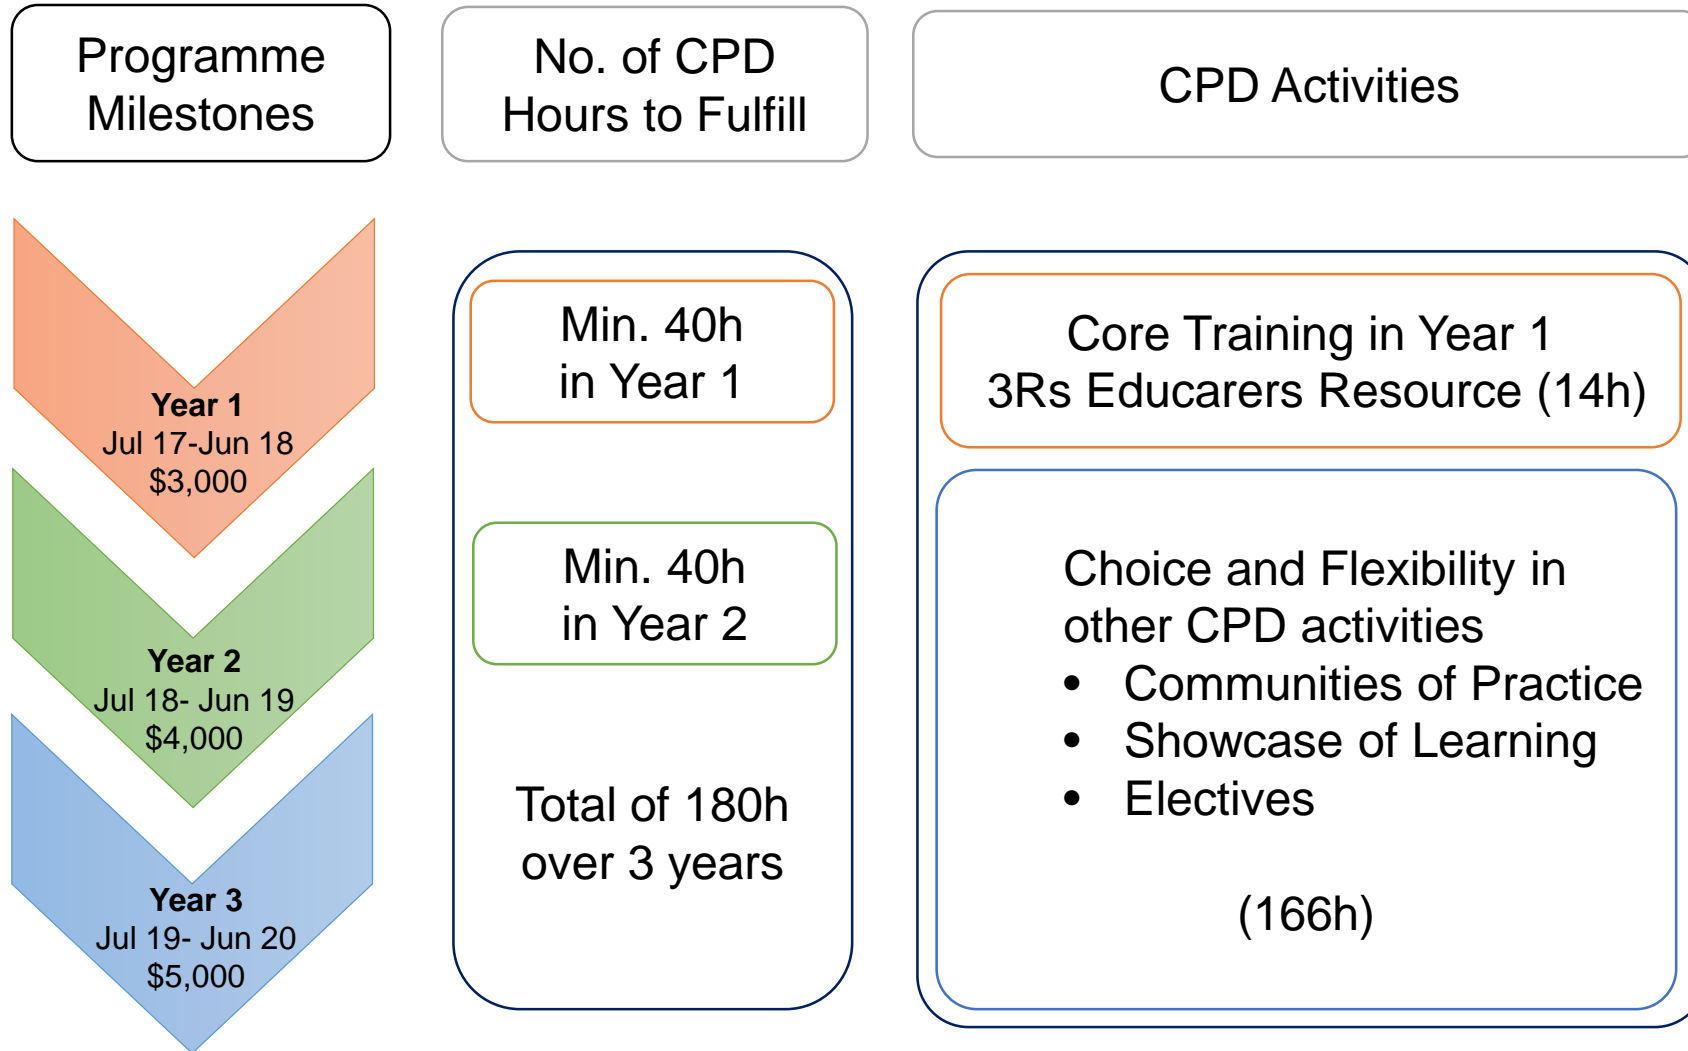 Programme
Milestones
No. of CPD
Hours to Fulfill
CPD Activities
Year 1
Jul 17-Jun 18
$3,000
Year 2
Jul 18- Jun 19
$4,000
Year 3
Jul 19- Jun 20
$5,000
Min. 40h
in Year 1
Min. 40h
in Year 2
Total of 180h
over 3 years
Core Training in Year 1
3Rs Educarers Resource (14h)
Choice and Flexibility in
other CPD activities
• Communities of Practice
• Showcase of Learning
• Electives
(166h)